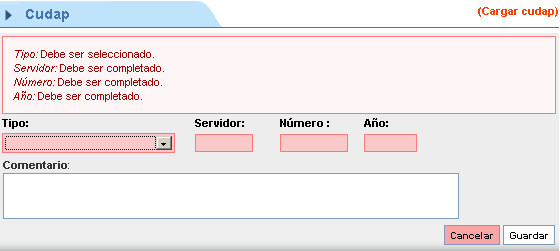 Cudap
(Cargar cudap)
Tipo: Debe ser seleccionado.
Servidor: Debe ser completado.
Número: Debe ser completado.
Año: Debe ser completado.
Tipo: Servidor: Número : Año:
Comentario:
Cancelar Guardar